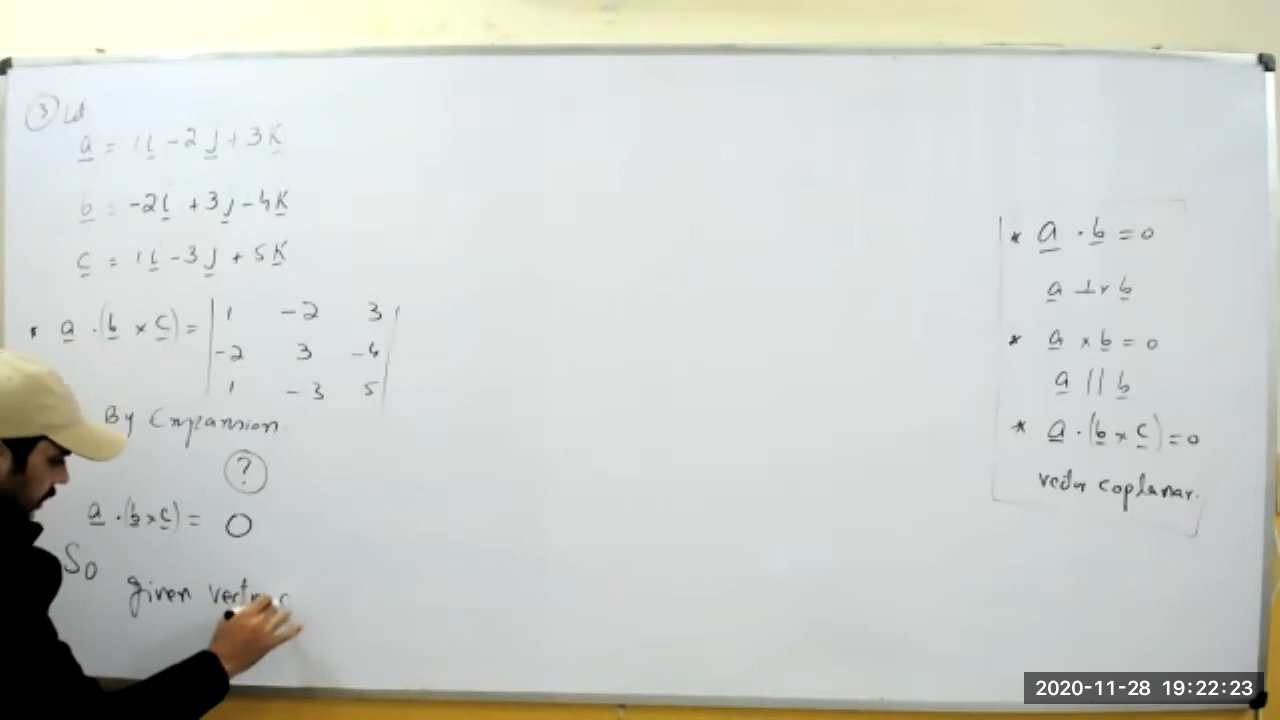 ③ Let
a = 1i - 2j + 3k
b = -2i + 3j - 4k
c = 1i - 3j + 5k
a · (b × c) = | 1 -2 3 |
-2 3 -4
1 -3 5
By Expansion
?
a · (b × c) = 0
So
given vectors
* a · b = 0
a ⊥r b
* a × b = 0
a || b
* a · (b × c) = 0
vector coplanar.
2020-11-28 19:22:23